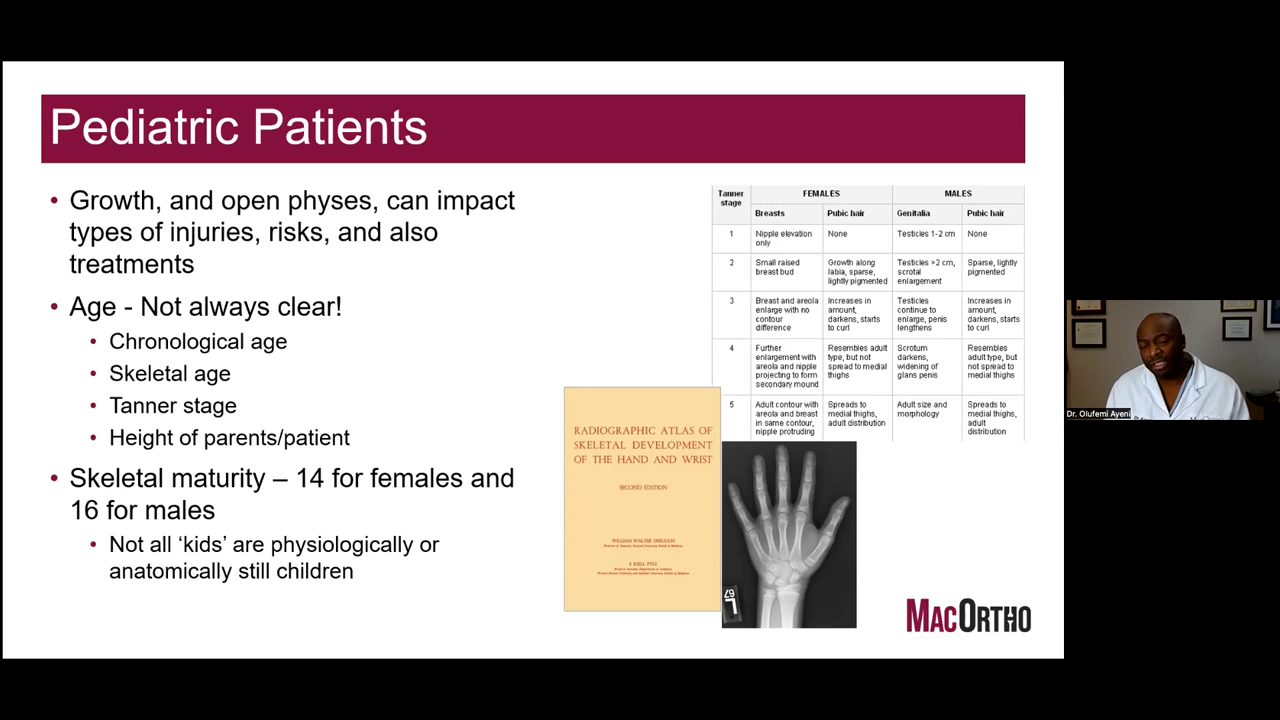 Pediatric Patients
• Growth, and open physes, can impact
types of injuries, risks, and also
treatments
• Age - Not always clear!
• Chronological age
• Skeletal age
• Tanner stage
• Height of parents/patient
• Skeletal maturity – 14 for females and
16 for males
• Not all ‘kids’ are physiologically or
anatomically still children
Tanner stage
FEMALES
MALES
Breasts
Pubic hair
Genitalia
Pubic hair
1
Nipple elevation
only
None
Testicles 1-2 cm
None
2
Small raised
breast bud
Growth along
labia, sparse,
lightly pigmented
Testicles >2 cm,
scrotal
enlargement
Sparse, lightly
pigmented
3
Breast and areola
enlarge with no
contour
difference
Increases in
amount,
darkens, starts
to curl
Testicles
continue to
enlarge, penis
lengthens
Increases in
amount,
darkens, starts
to curl
4
Further
enlargement with
areola and nipple
projecting to form
secondary mound
Resembles adult
type, but not
spread to medial
thighs
Scrotum
darkens,
widening of
glans penis
Resembles
adult type, but
not spread to
medial thighs
5
Adult contour with
areola and breast
in same contour,
nipple protruding
Spreads to
medial thighs,
adult distribution
Adult size and
morphology
Spreads to
medial thighs,
adult
distribution
RADIOGRAPHIC ATLAS OF
SKELETAL DEVELOPMENT
OF THE HAND AND WRIST
SECOND EDITION
WILLIAM WALTER GREULICH
L
MACORTHO
Dr. Olufemi Ayeni